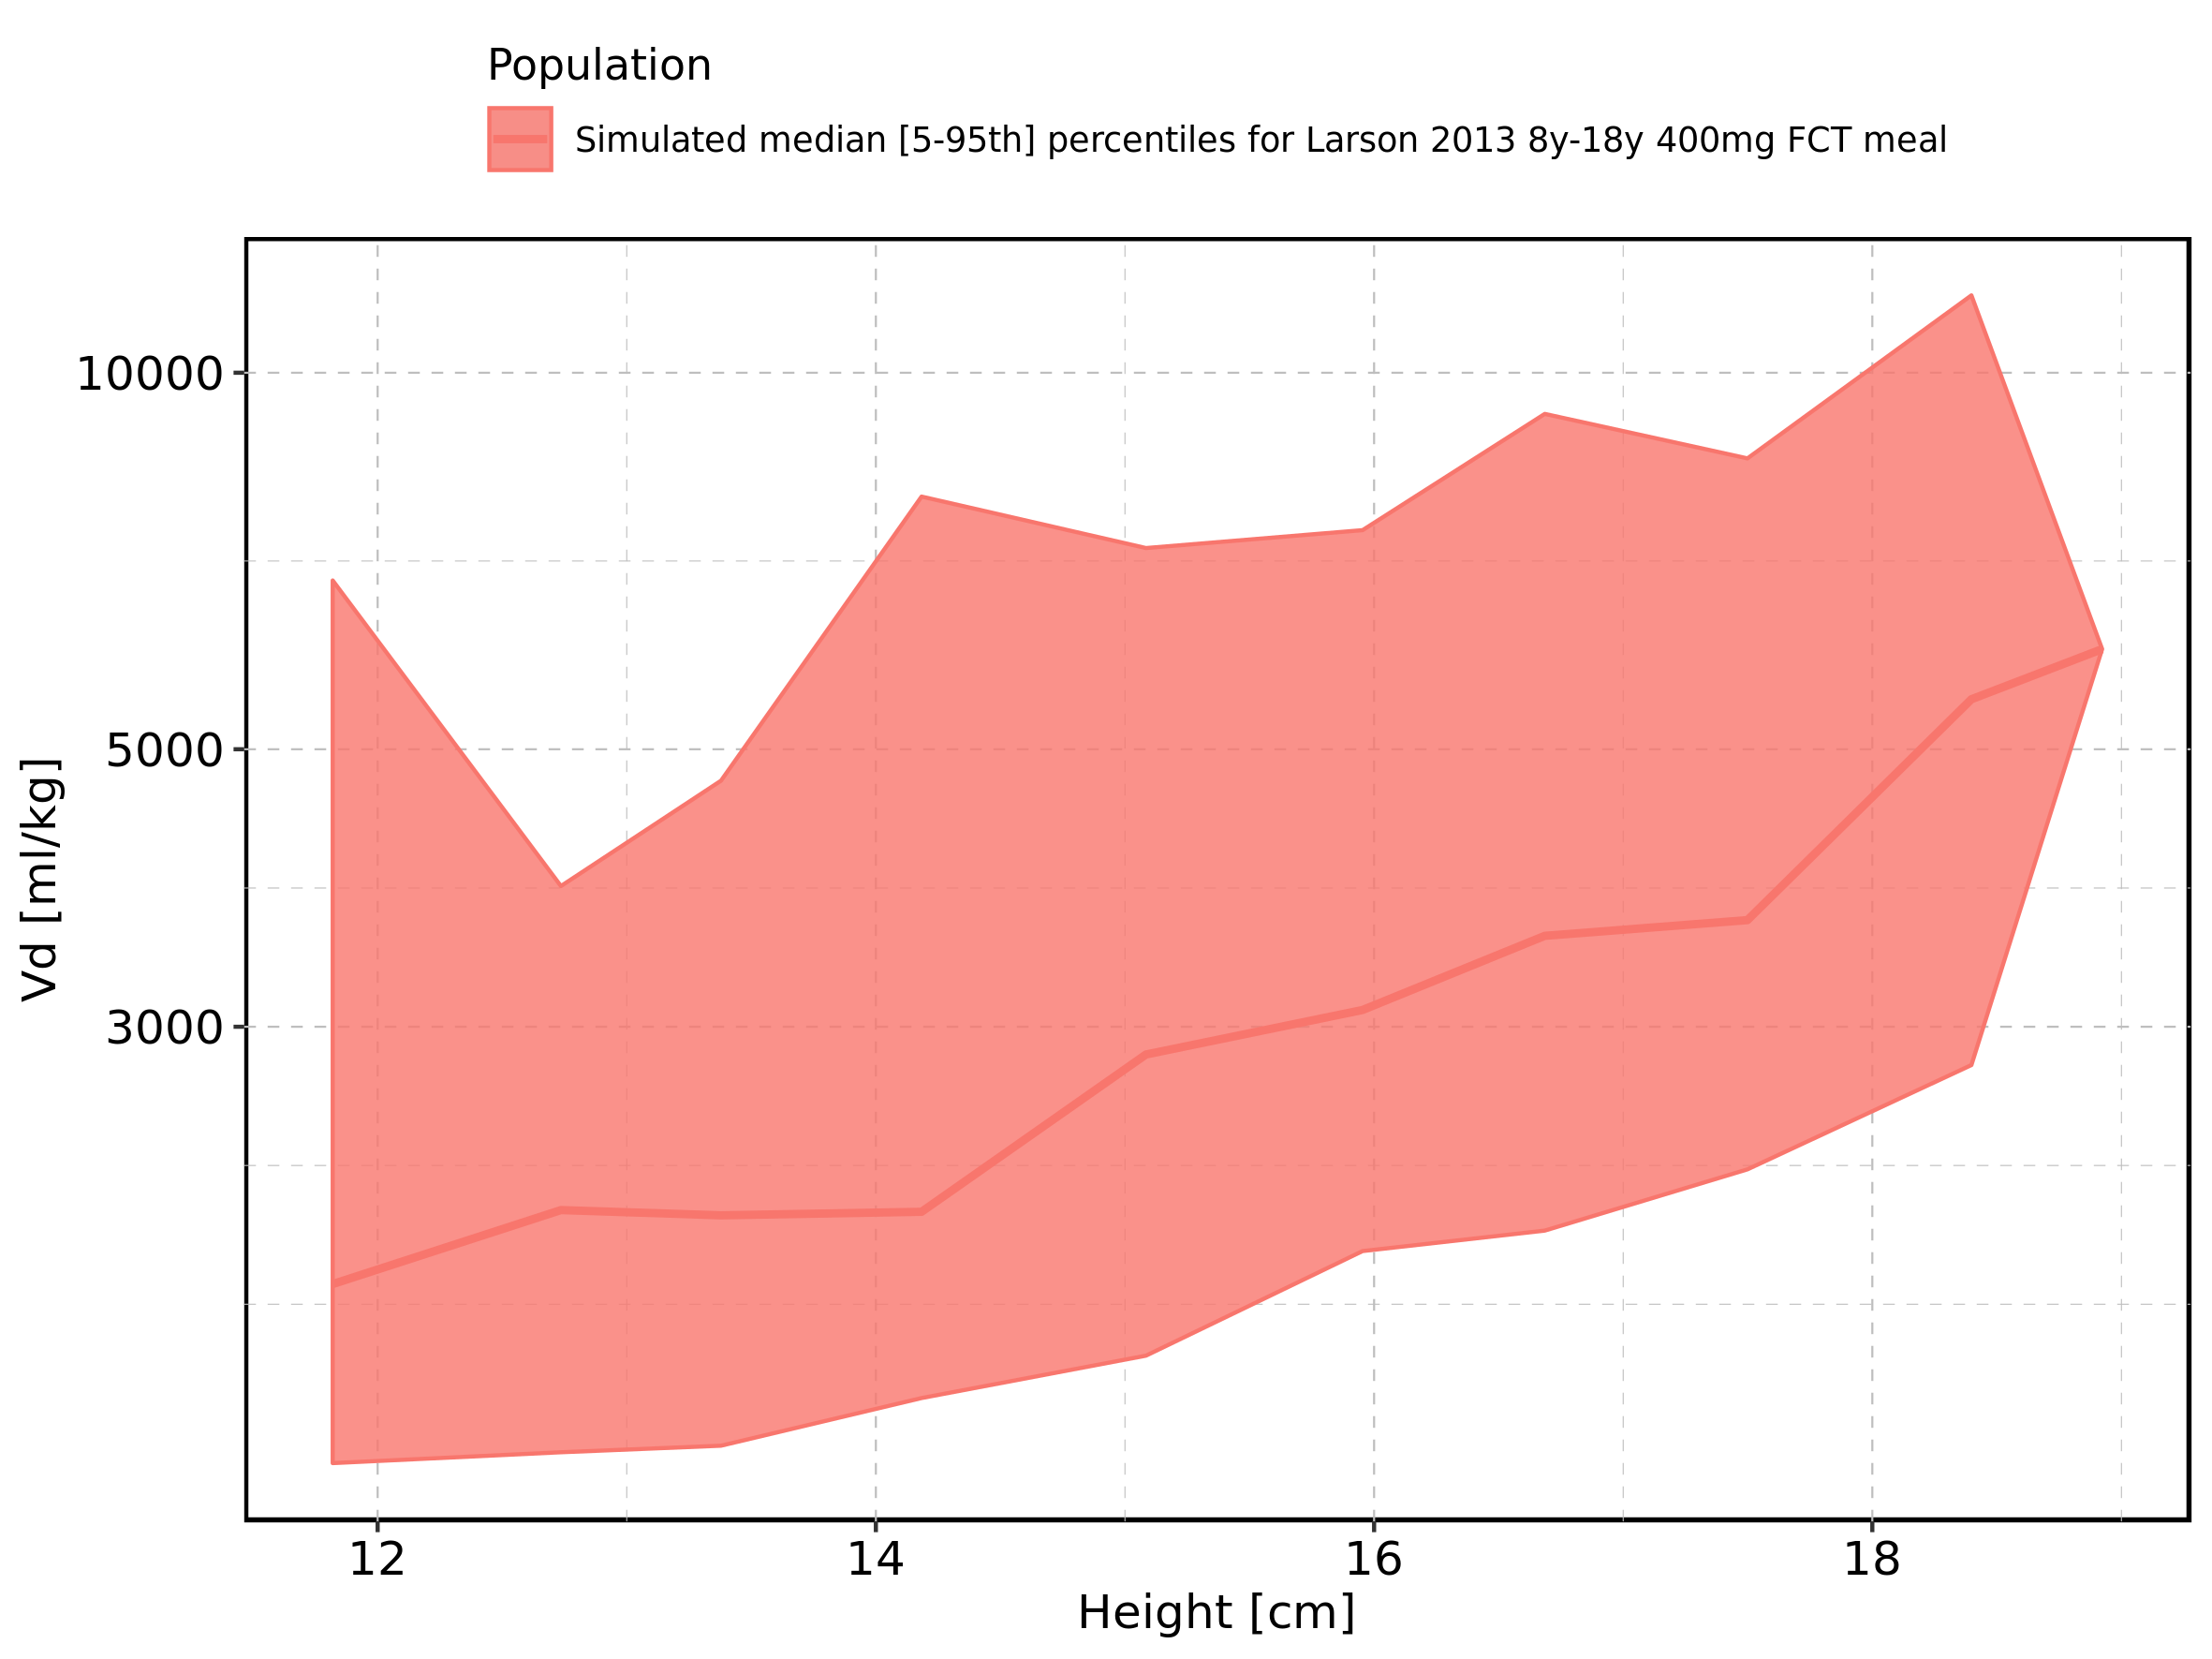 Population
Simulated median [5-95th] percentiles for Larson 2013 8y-18y 400mg FCT meal
10000
5000
3000
Vd [ml/kg]
12 14 16 18
Height [cm]